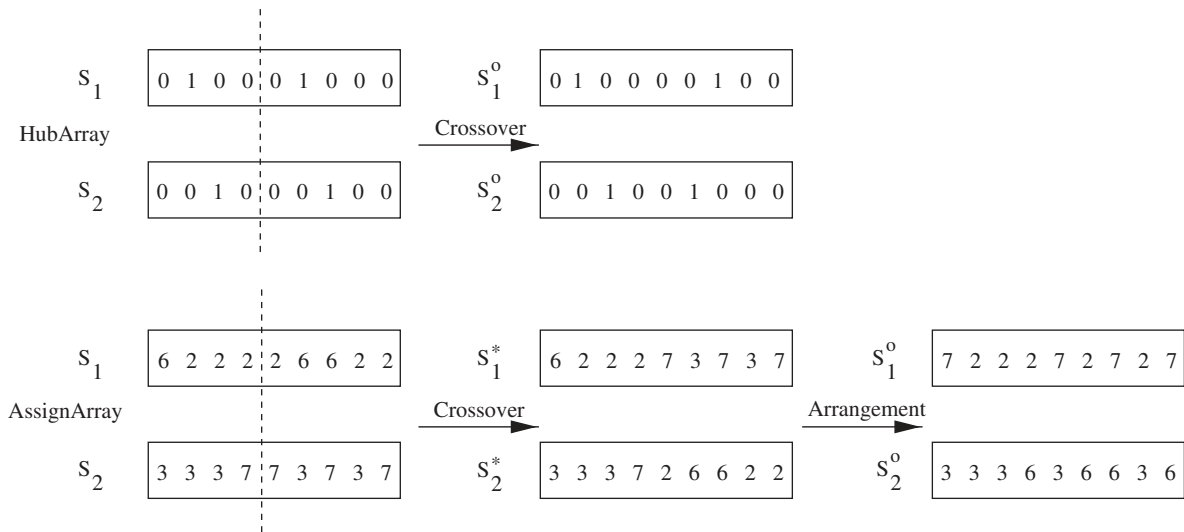 S1 0 1 0 0 0 1 0 0 0 S1^o 0 1 0 0 0 0 1 0 0
HubArray Crossover
S2 0 0 1 0 0 0 1 0 0 S2^o 0 0 1 0 0 1 0 0 0
S1 6 2 2 2 2 6 6 2 2 S1^* 6 2 2 2 7 3 7 3 7 S1^o 7 2 2 2 7 2 7 2 7
AssignArray Crossover Arrangement
S2 3 3 3 7 7 3 7 3 7 S2^* 3 3 3 7 2 6 6 2 2 S2^o 3 3 3 6 3 6 6 3 6